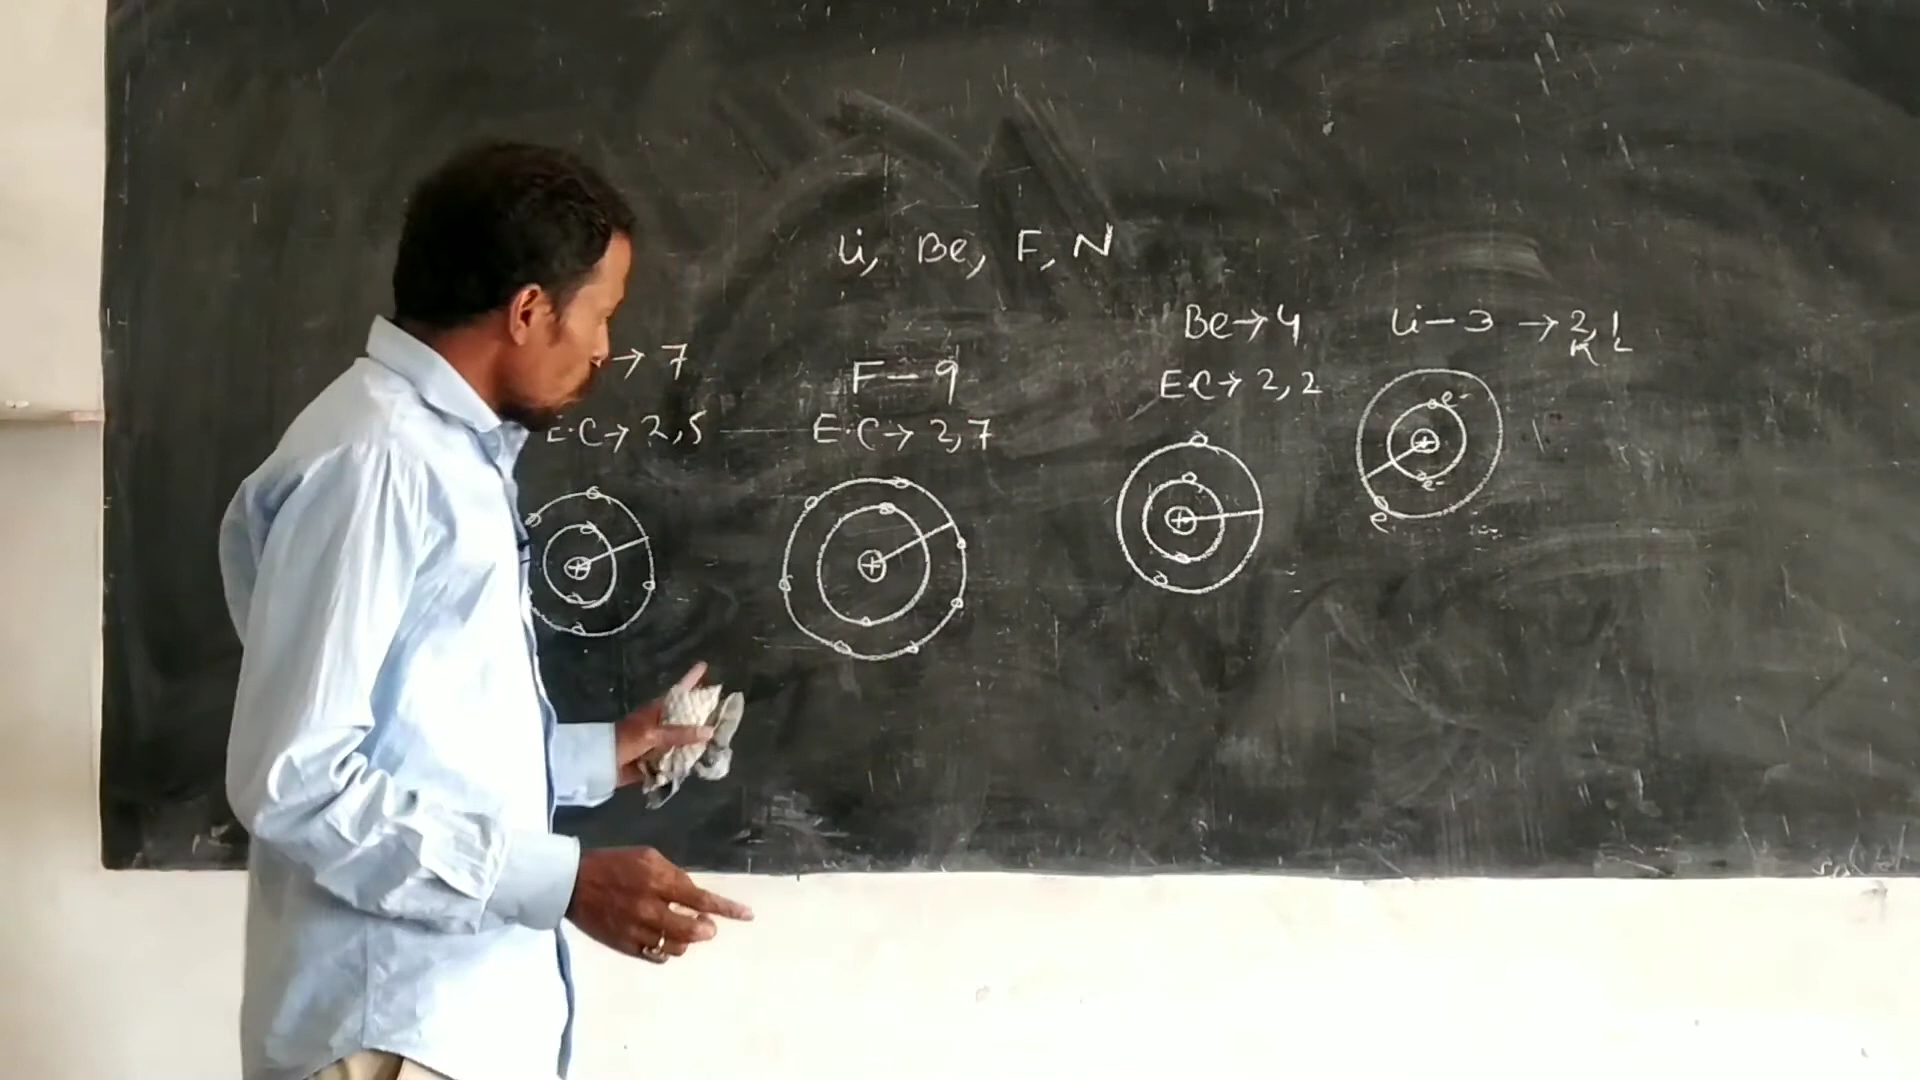 Li, Be, F, N
→ 7
E.C → 2,5
F - 9
E.C → 2,7
Be → 4
EC → 2,2
Li - 3 → 2,1
K L
+
+
+
+
e-
e-
e